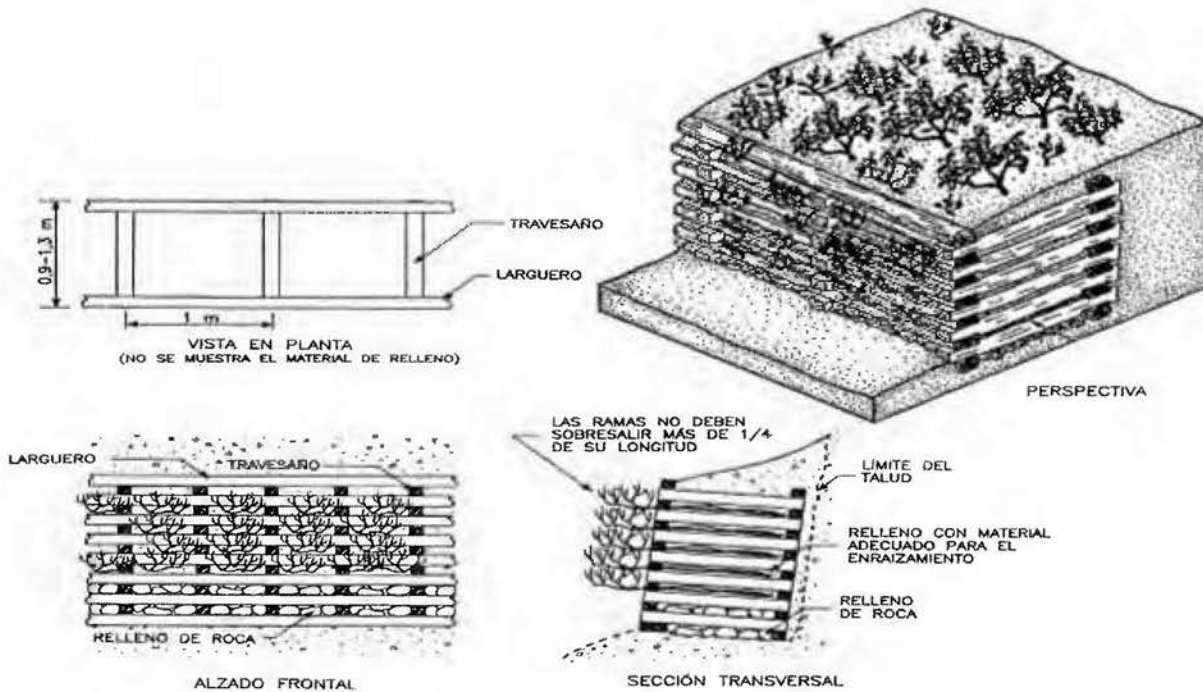 TRAVESAÑO
LARGUERO
0,9-1,3 m
1 m
VISTA EN PLANTA
(NO SE MUESTRA EL MATERIAL DE RELLENO)
PERSPECTIVA
LARGUERO
TRAVESAÑO
RELLENO DE ROCA
ALZADO FRONTAL
LAS RAMAS NO DEBEN
SOBRESALIR MÁS DE 1/4
DE SU LONGITUD
LÍMITE DEL
TALUD
RELLENO CON MATERIAL
ADECUADO PARA EL
ENRAIZAMIENTO
RELLENO
DE ROCA
SECCIÓN TRANSVERSAL